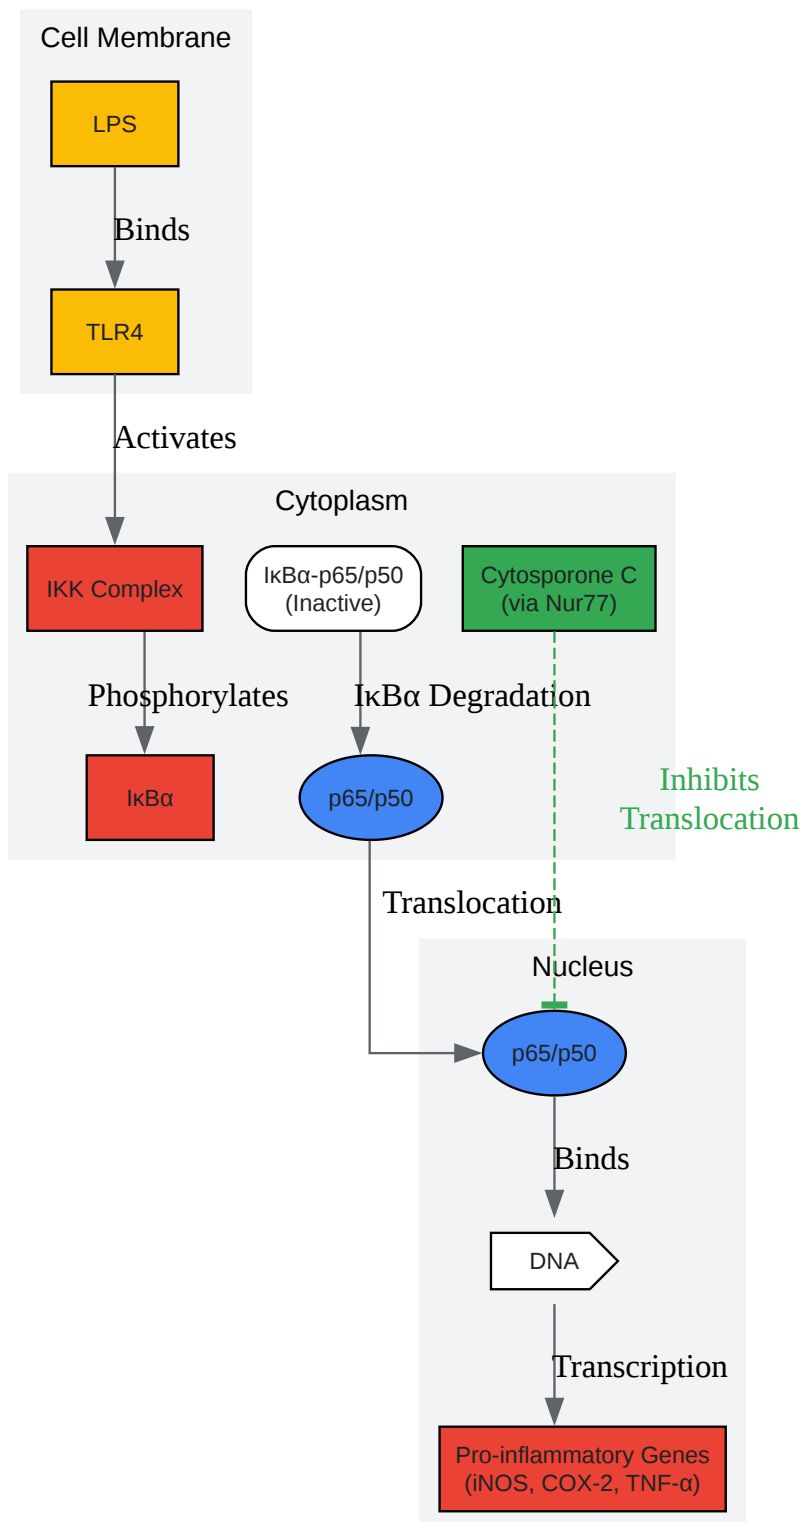 Cell Membrane
LPS
Binds
TLR4
Activates
Cytoplasm
IKK Complex
IκBα-p65/p50
(Inactive)
Cytosporone C
(via Nur77)
Phosphorylates
IκBα Degradation
IκBα
p65/p50
Inhibits
Translocation
Translocation
Nucleus
p65/p50
Binds
DNA
Transcription
Pro-inflammatory Genes
(iNOS, COX-2, TNF-α)